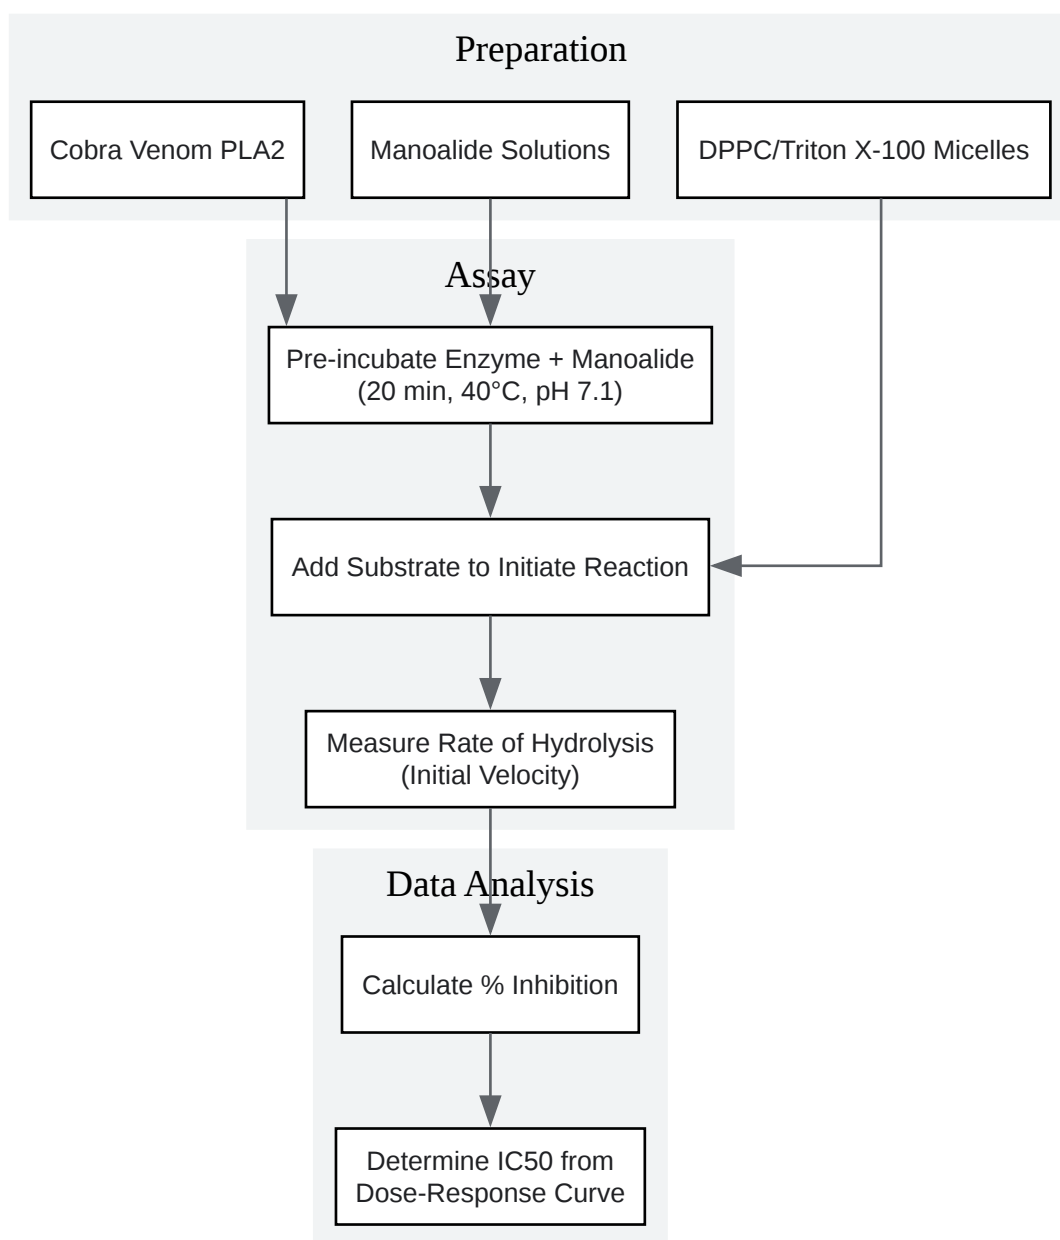 Preparation
Cobra Venom PLA2
Manoalide Solutions
DPPC/Triton X-100 Micelles
Assay
Pre-incubate Enzyme + Manoalide
(20 min, 40°C, pH 7.1)
Add Substrate to Initiate Reaction
Measure Rate of Hydrolysis
(Initial Velocity)
Data Analysis
Calculate % Inhibition
Determine IC50 from
Dose-Response Curve